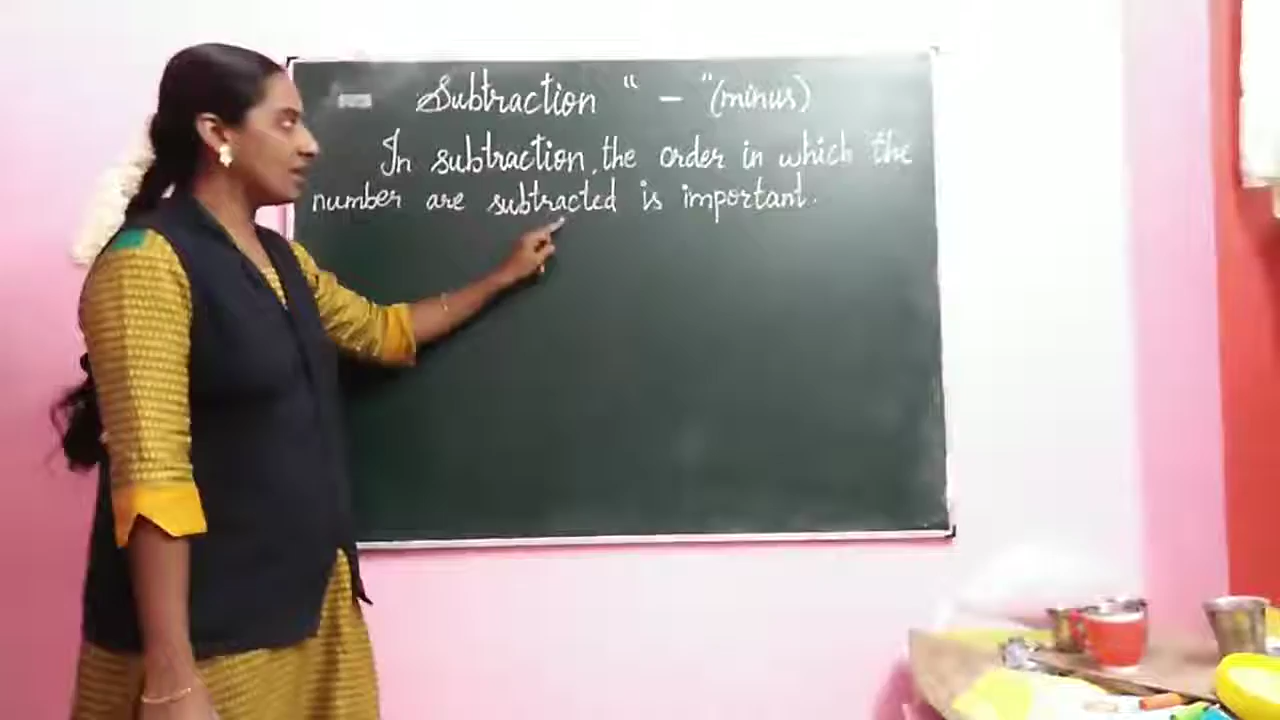 Subtraction “ – ” (minus)
In subtraction, the order in which the
number are subtracted is important.